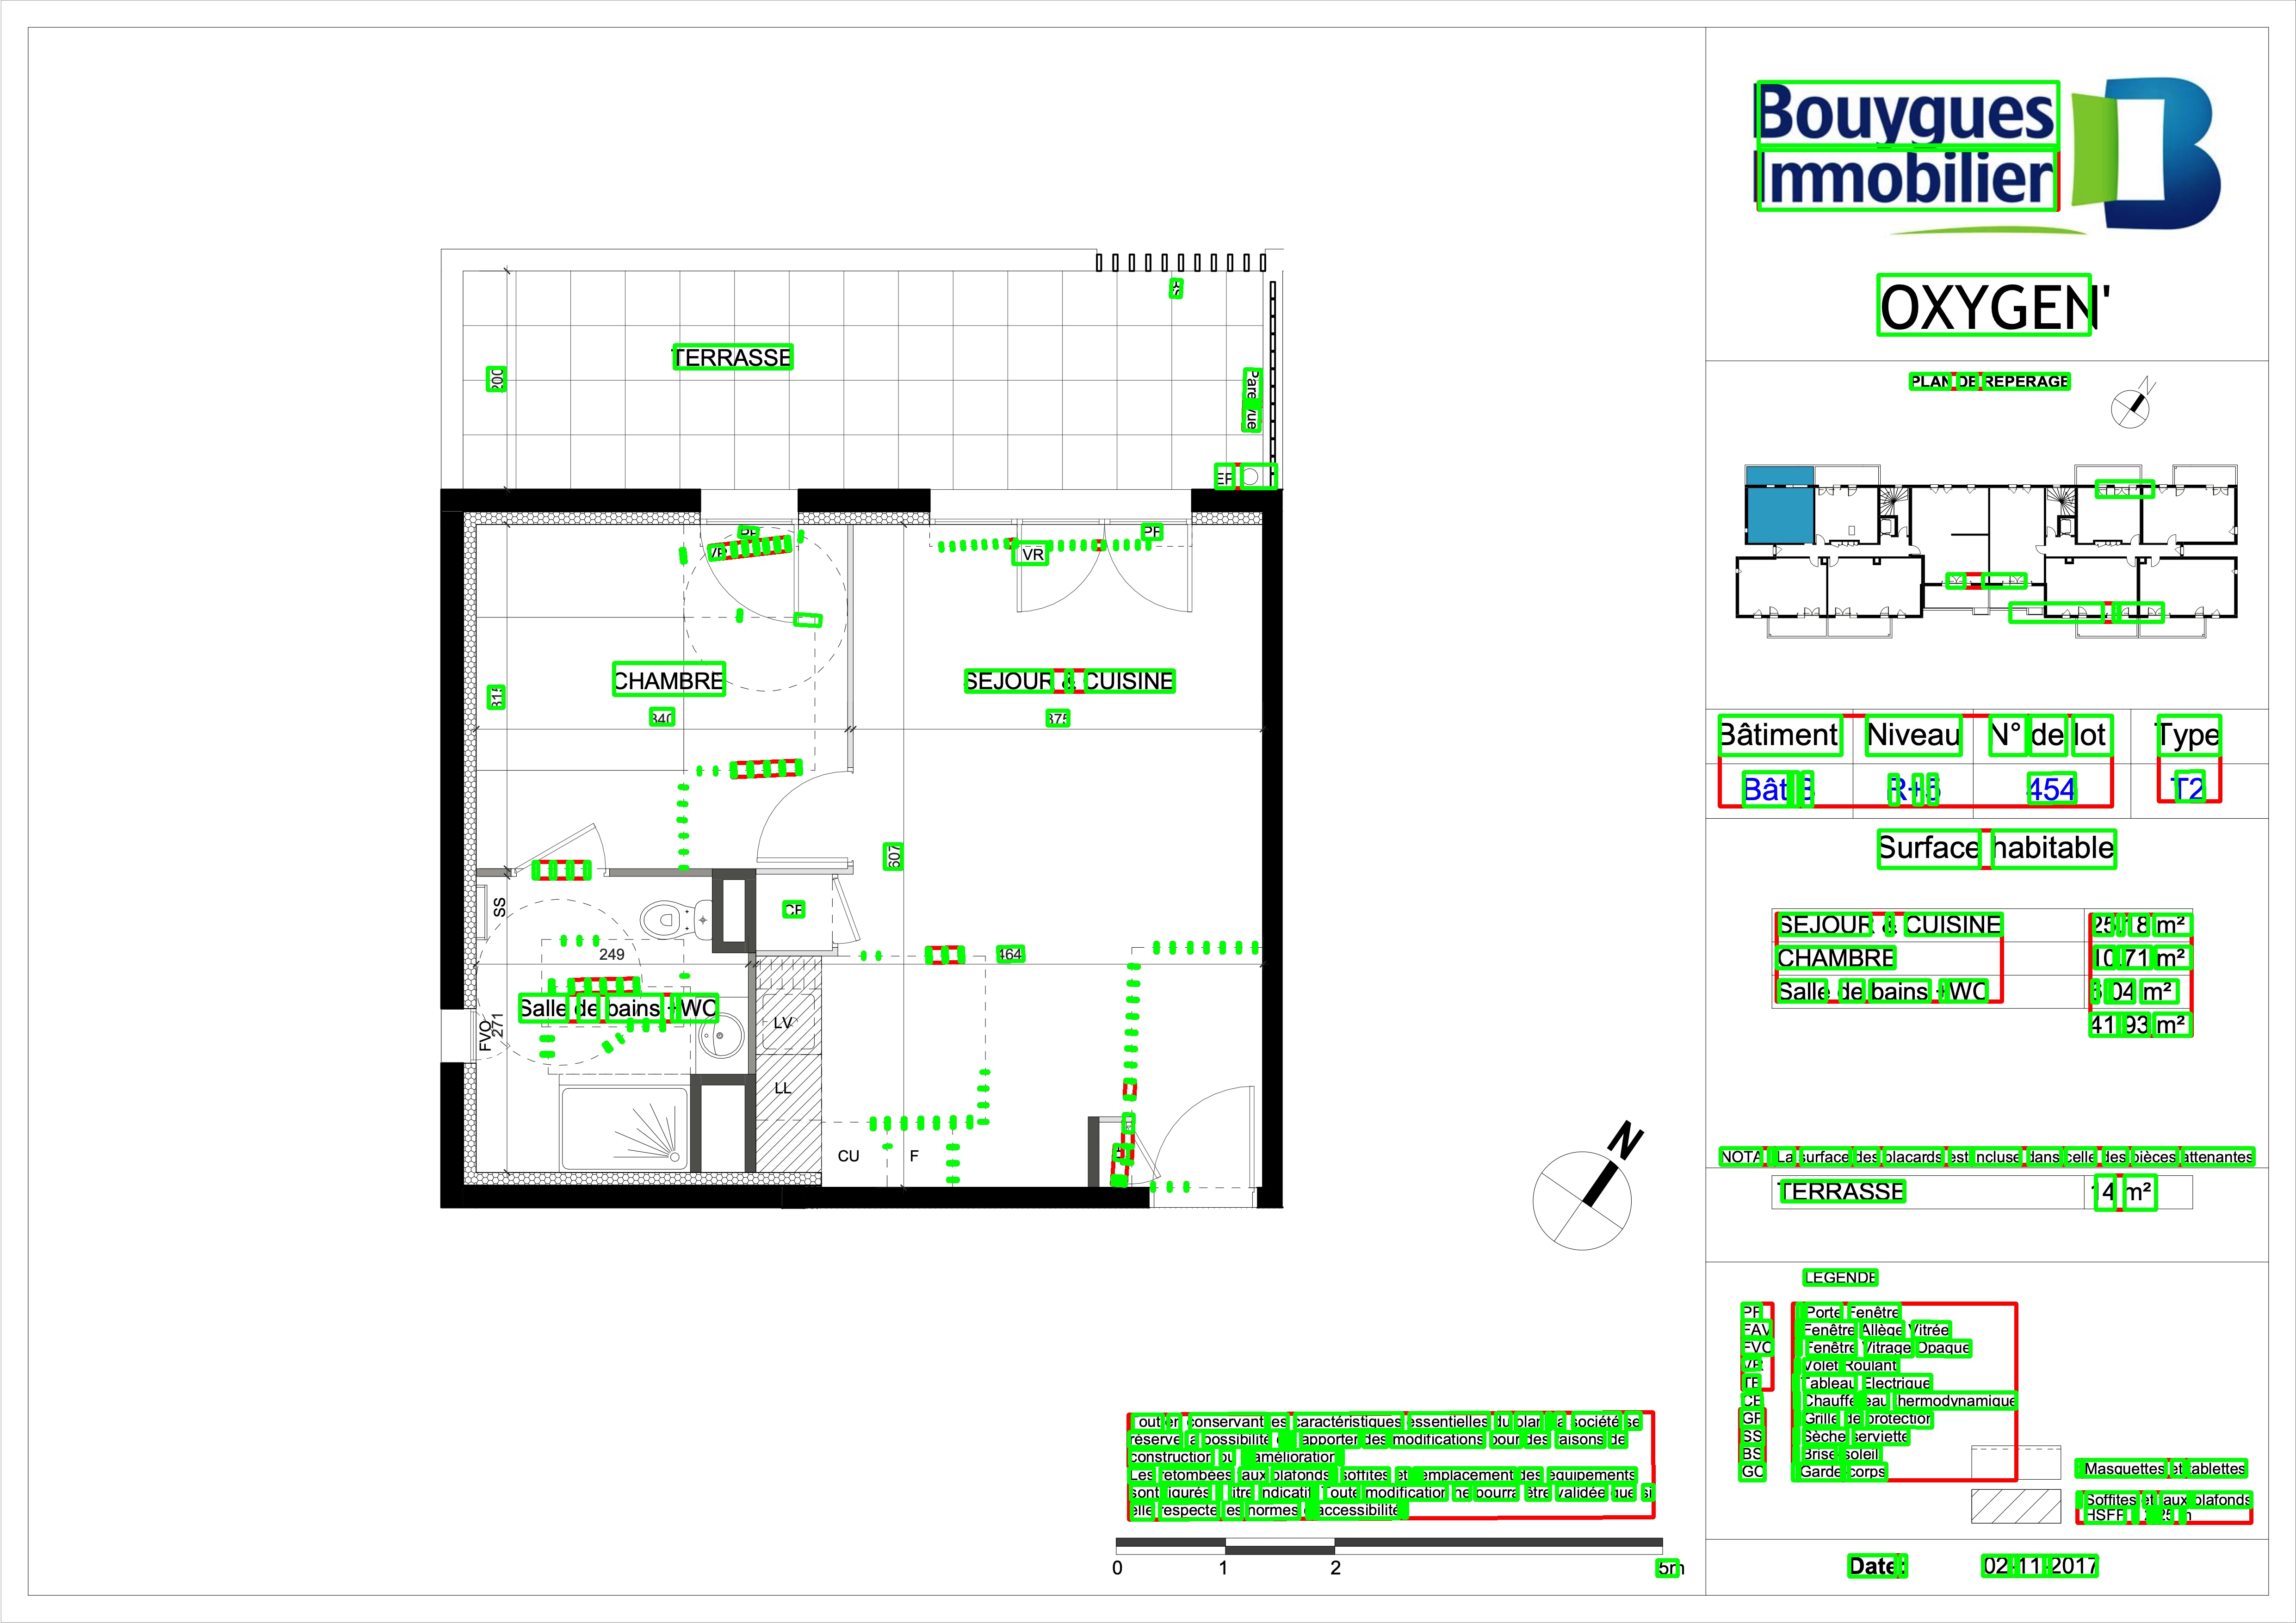 Bouygues
Immobilier
OXYGEN'
PLAN DE REPERAGE
N
Bâtiment Niveau N° de lot Type
Bât B R+5 454 T2
Surface habitable
SEJOUR & CUISINE 25.18 m²
CHAMBRE 10.71 m²
Salle de bains + WC 6.04 m²
41.93 m²
NOTA : La surface des placards est incluse dans celle des pièces attenantes
TERRASSE 14 m²
LEGENDE
PF : Porte Fenêtre
FAV : Fenêtre Allège Vitrée
FVO : Fenêtre Vitrage Opaque
VR : Volet Roulant
TE : Tableau Electrique
CE : Chauffe eau thermodynamique
GP : Grille de protection
SS : Sèche serviette
BS : Brise soleil
GC : Garde corps
: Masquettes et tablettes
: Soffites et faux plafonds
Date: 02-11-2017
TERRASSE
200
Pare vue
EP
PF
VR
VR
PF
CHAMBRE
SEJOUR & CUISINE
315
340
375
607
CE
SS
249
464
Salle de bains + WC
FVO
271
LV
LL
CU
F
N
Tout en conservant les caractéristiques essentielles du plan, la société se
réserve la possibilité d'apporter des modifications pour des raisons de
construction ou d'amélioration.
Les retombées, faux plafonds, soffites et l'emplacement des équipements
sont figurés à titre indicatif. Toute modification ne pourra être validée que si
elle respecte les normes d'accessibilité.
0 1 2 5m